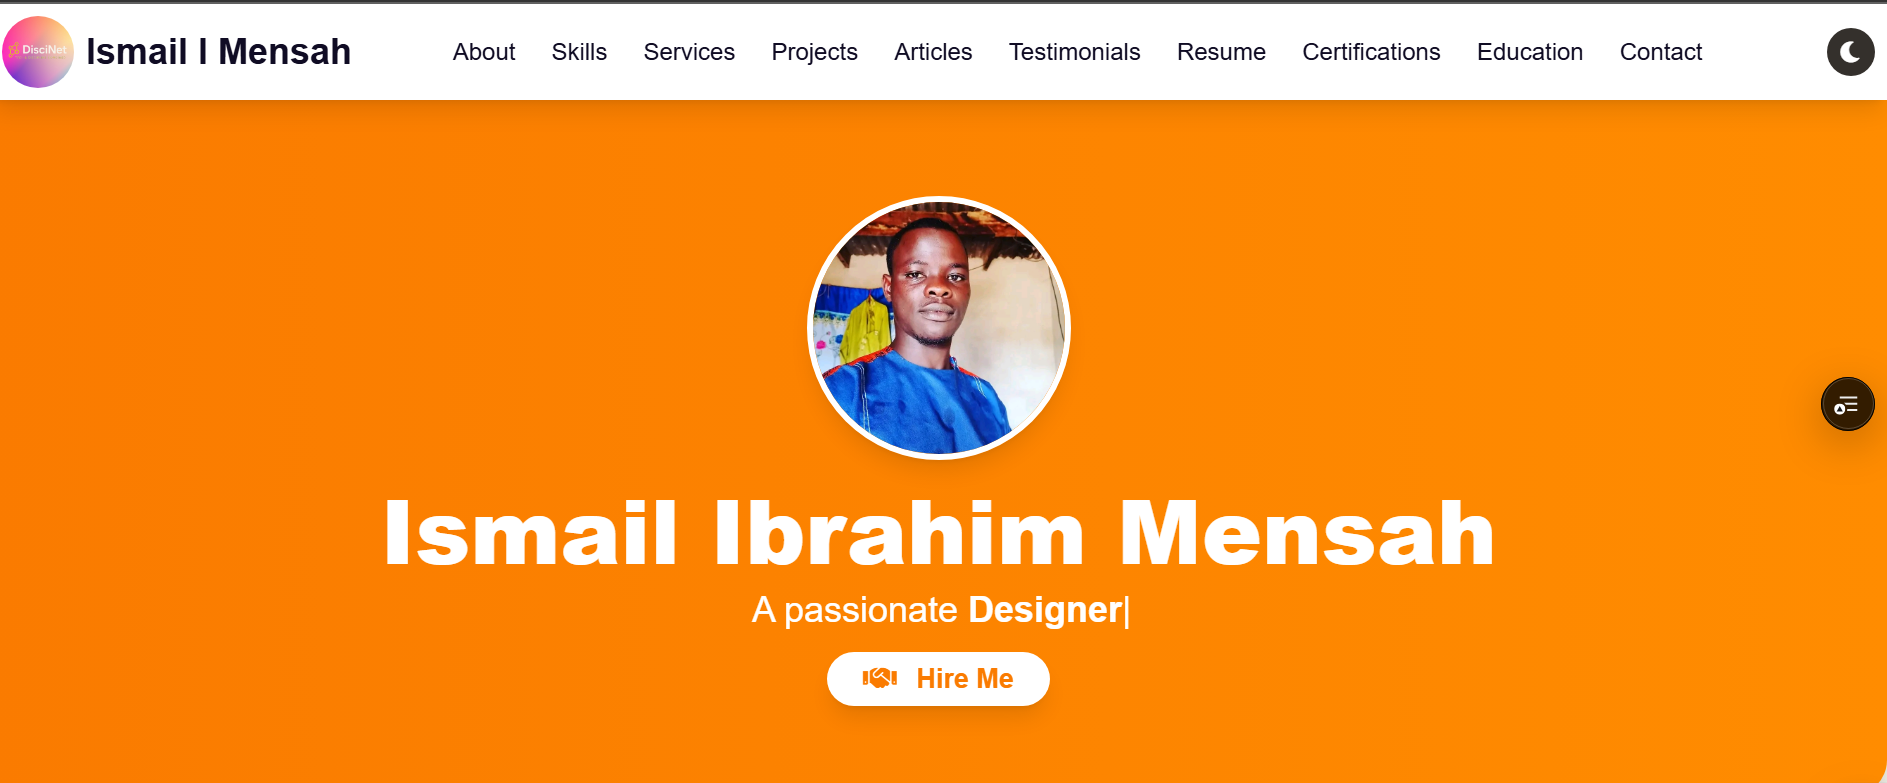 DisciNet
Ismail I Mensah
About
Skills
Services
Projects
Articles
Testimonials
Resume
Certifications
Education
Contact
Ismail Ibrahim Mensah
A passionate Designer|
Hire Me